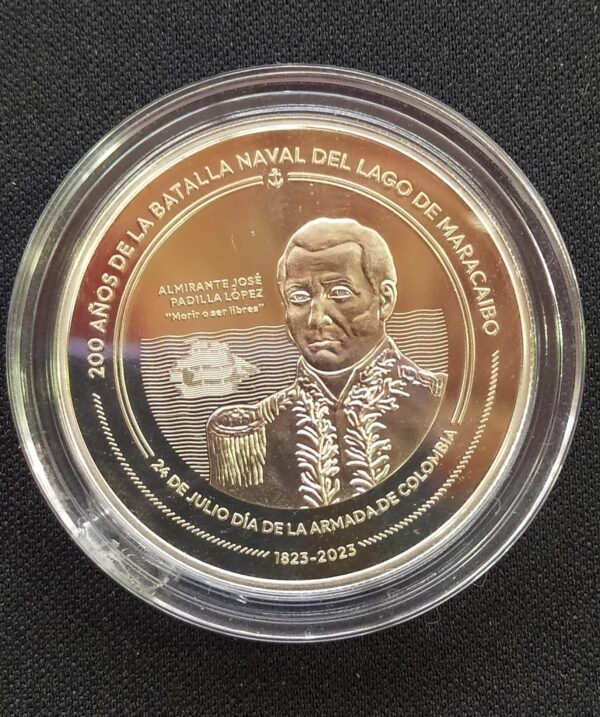 200 AÑOS DE LA BATALLA NAVAL DEL LAGO DE MARACAIBO
ALMIRANTE JOSÉ
PADILLA LÓPEZ
"Morir o ser libres"
24 DE JULIO DÍA DE LA ARMADA DE COLOMBIA
1823-2023